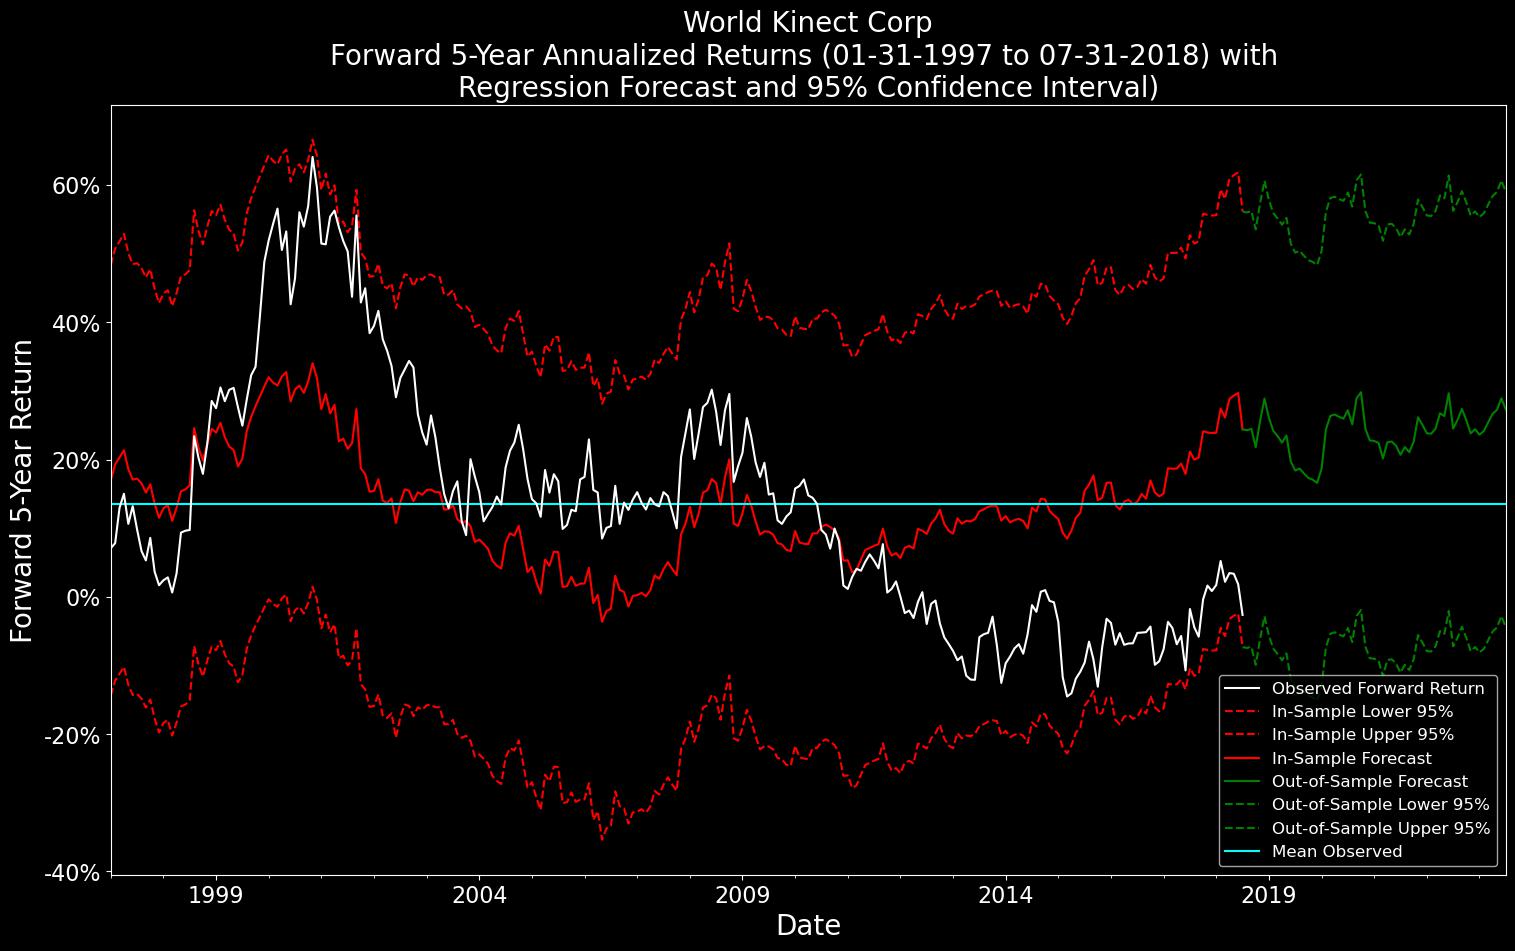 World Kinect Corp
Forward 5-Year Annualized Returns (01-31-1997 to 07-31-2018) with
Regression Forecast and 95% Confidence Interval)
Forward 5-Year Return
60%
40%
20%
0%
-20%
-40%
1999
2004
2009
2014
2019
Date
Observed Forward Return
In-Sample Lower 95%
In-Sample Upper 95%
In-Sample Forecast
Out-of-Sample Forecast
Out-of-Sample Lower 95%
Out-of-Sample Upper 95%
Mean Observed